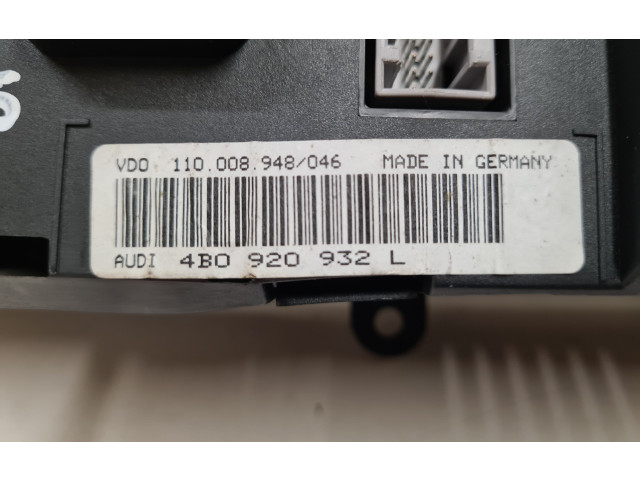 VDO 110.008.948/046 MADE IN GERMANY
AUDI 4B0 920 932 L